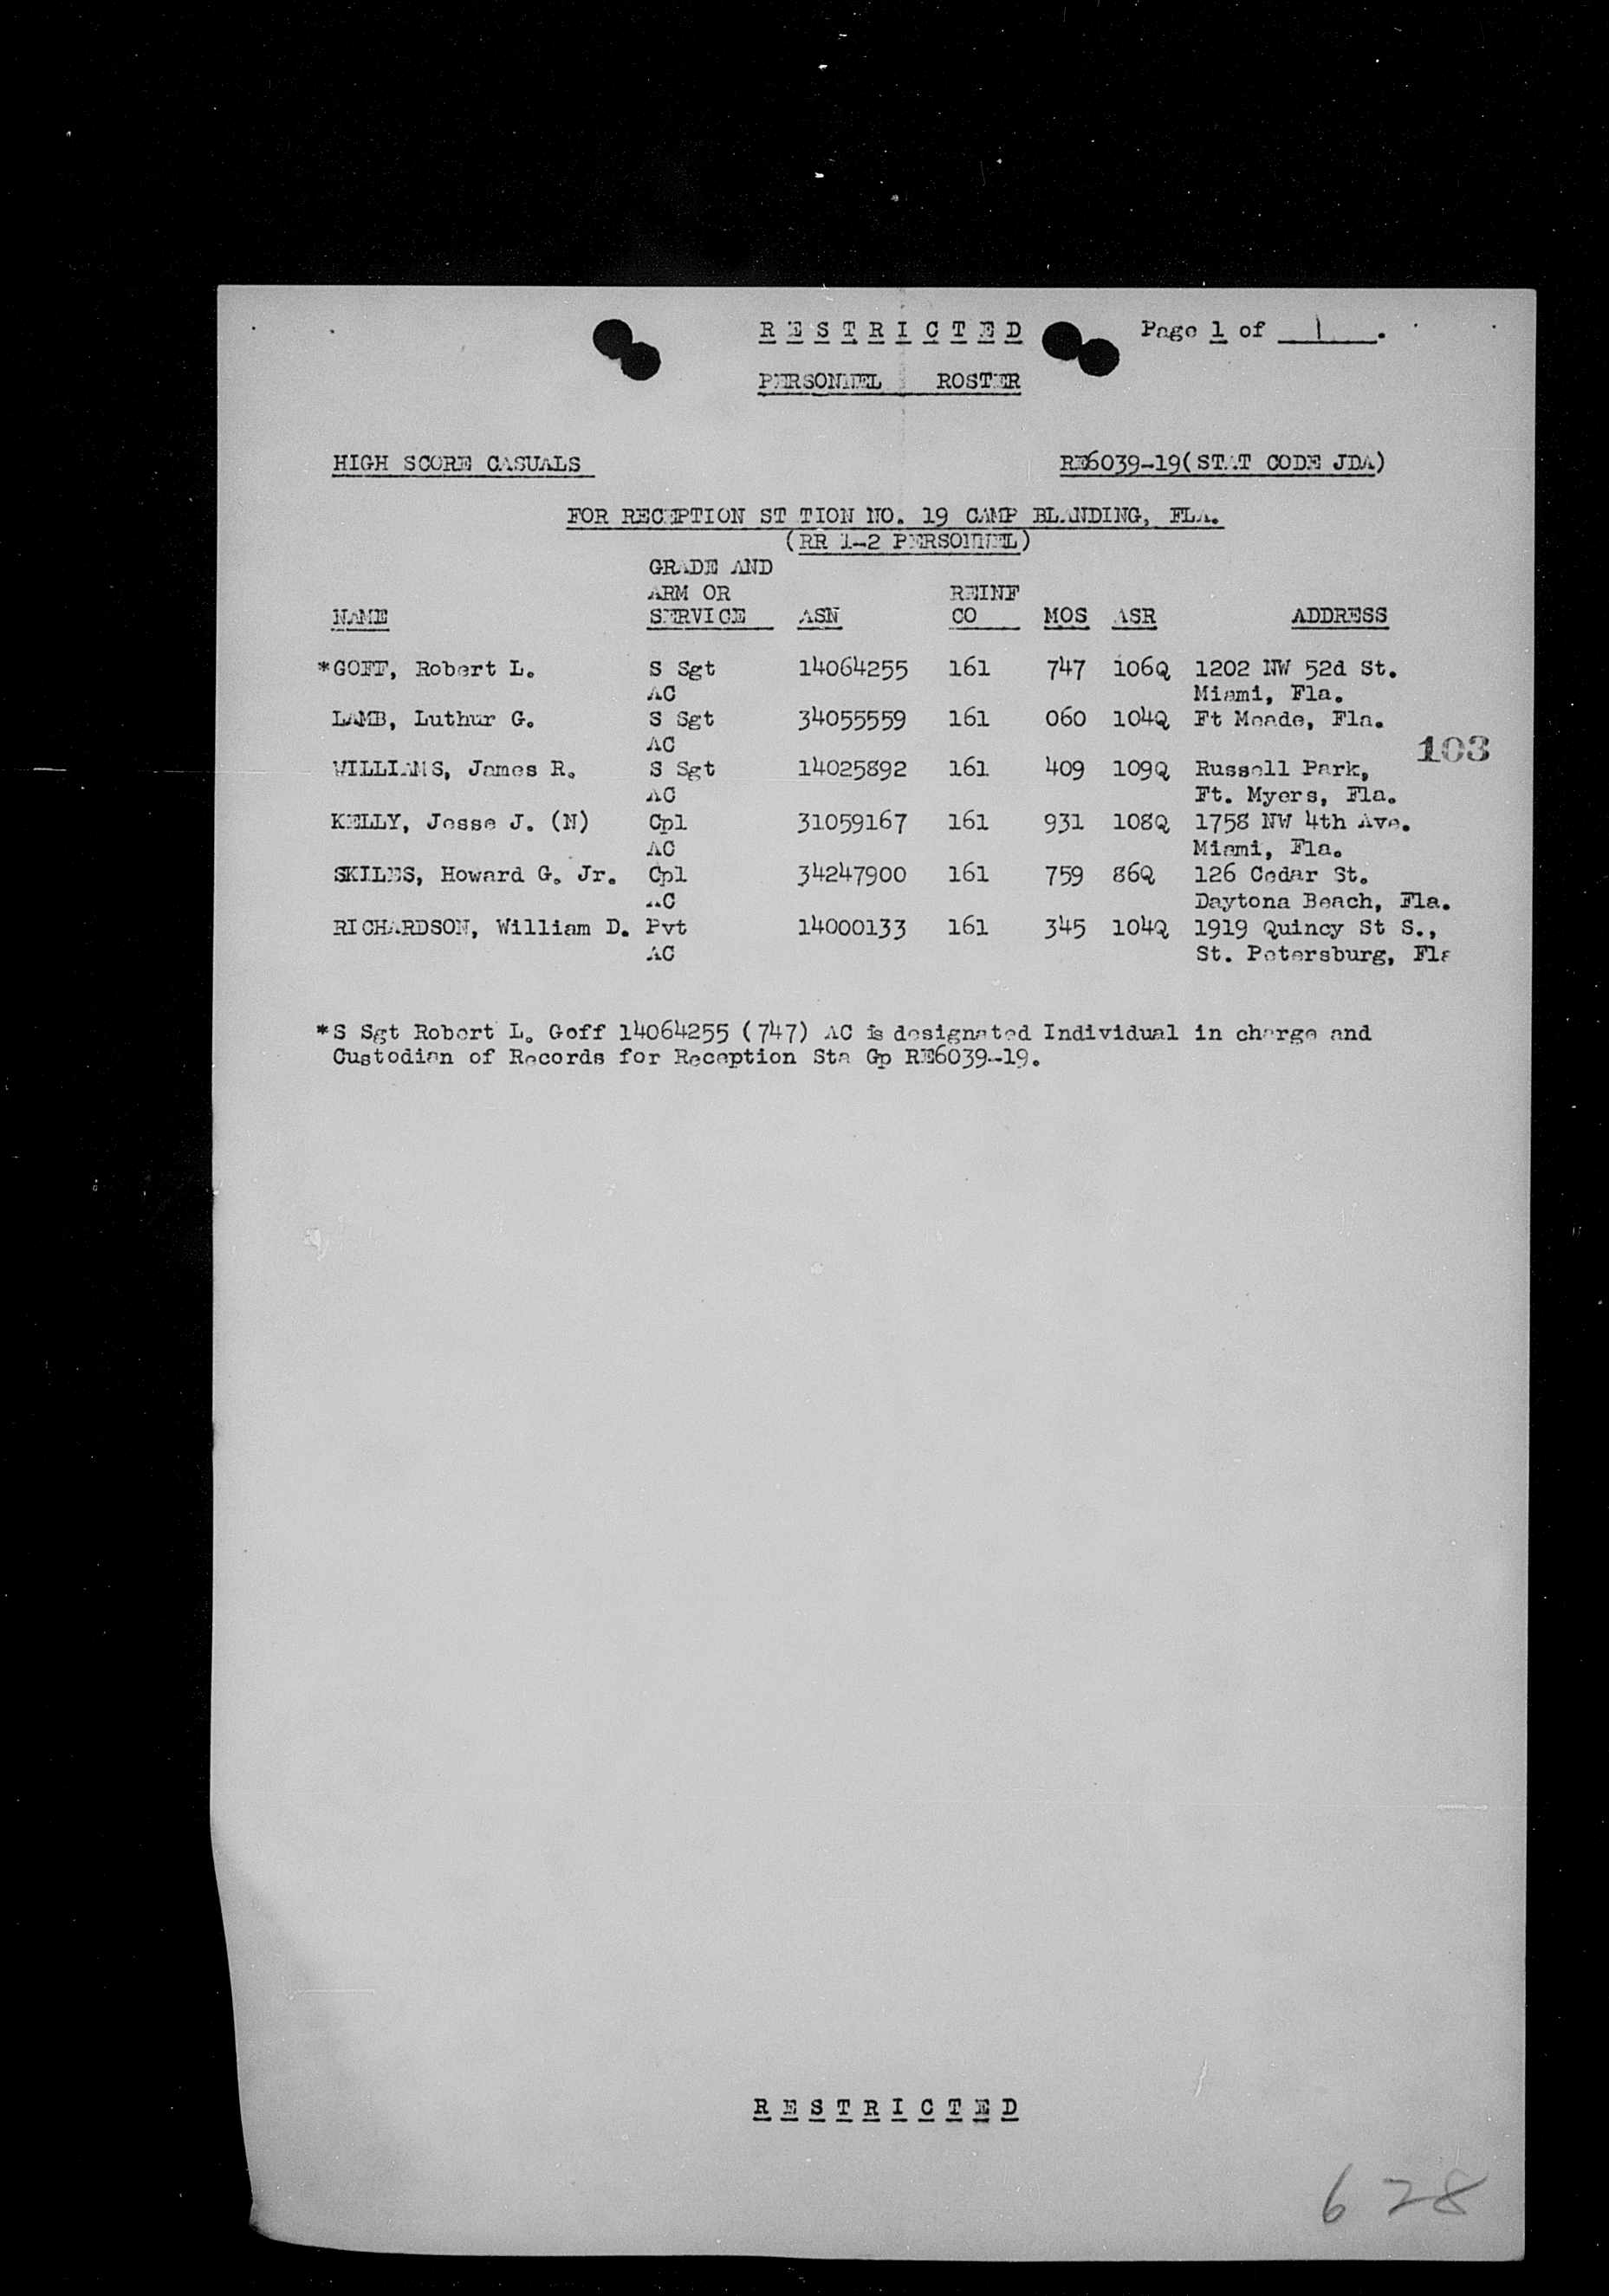 R E S T R I C T E D Page 1 of 1.
PERSONNEL ROSTER
HIGH SCORE CASUALS RE6039-19(STAT CODE JDA)
FOR RECEPTION ST TION NO. 19 CAMP BLANDING, FLA.
(RR 1-2 PERSONNEL)
GRADE AND
ARM OR REINF
NAME SERVICE ASN CO MOS ASR ADDRESS
*GOFF, Robert L. S Sgt 14064255 161 747 106Q 1202 NW 52d St.
AC Miami, Fla.
LAMB, Luthur G. S Sgt 34055559 161 060 104Q Ft Meade, Fla.
AC
103
WILLIAMS, James R. S Sgt 14025892 161 409 109Q Russell Park,
AC Ft. Myers, Fla.
KELLY, Jesse J. (N) Cpl 31059167 161 931 108Q 1758 NW 4th Ave.
AC Miami, Fla.
SKILES, Howard G. Jr. Cpl 34247900 161 759 86Q 126 Cedar St.
AC Daytona Beach, Fla.
RICHARDSON, William D. Pvt 14000133 161 345 104Q 1919 Quincy St S.,
AC St. Petersburg, Fla
*S Sgt Robert L. Goff 14064255 (747) AC is designated Individual in charge and
Custodian of Records for Reception Sta Gp RE6039--19.
R E S T R I C T E D
628